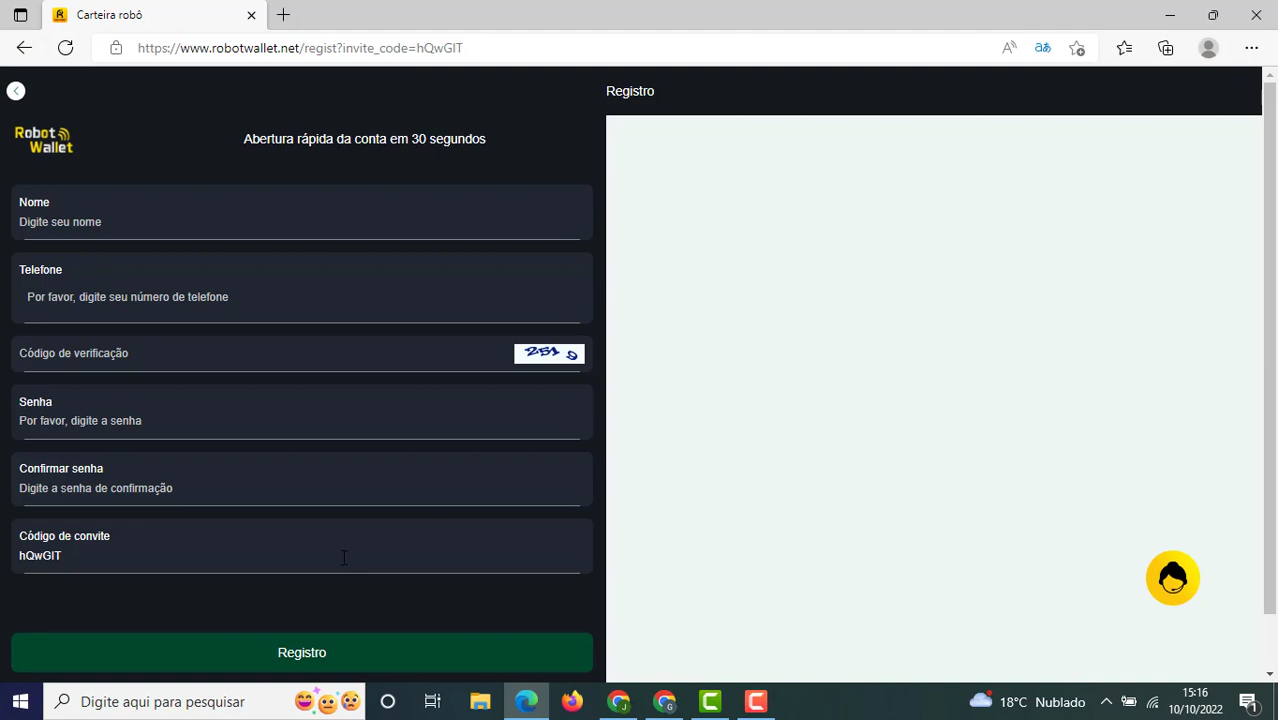 Carteira robô
https://www.robotwallet.net/regist?invite_code=hQwGIT
Registro
Robot
Wallet
Abertura rápida da conta em 30 segundos
Nome
Digite seu nome
Telefone
Por favor, digite seu número de telefone
Código de verificação
251 9
Senha
Por favor, digite a senha
Confirmar senha
Digite a senha de confirmação
Código de convite
hQwGIT
Registro
Digite aqui para pesquisar
18°C Nublado
15:16
10/10/2022